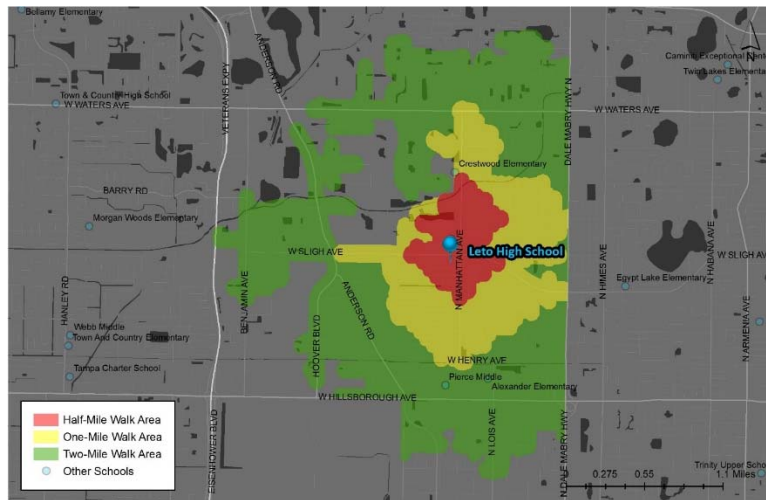 Bellamy Elementary
ANDERSON RD
VETERANS EXPY
DALE MABRY HWY N
Twin Lakes Elementa
Town & Country High School
W WATERS AVE
W WATERS AVE
Crestwood Elementary
BARRY RD
Morgan Woods Elementary
W SLIGH AVE
Leto High School
W SLIGH AVE
N MANHATTAN AVE
N HIMES AVE
N HABANA AVE
Egypt Lake Elementary
HANLEY RD
BENJAMIN AVE
HOOVER BLVD
ANDERSON RD
N ARMENIA AVE
Webb Middle
Town And Country Elementary
W HENRY AVE
Tampa Charter School
Pierce Middle
Alexander Elementary
W HILLSBOROUGH AVE
EISENHOWER BLVD
N LOIS AVE
N DALE MABRY HWY
Half-Mile Walk Area
One-Mile Walk Area
Two-Mile Walk Area
Other Schools
Trinity Upper Schoo
0 0.275 0.55 1.1 Miles